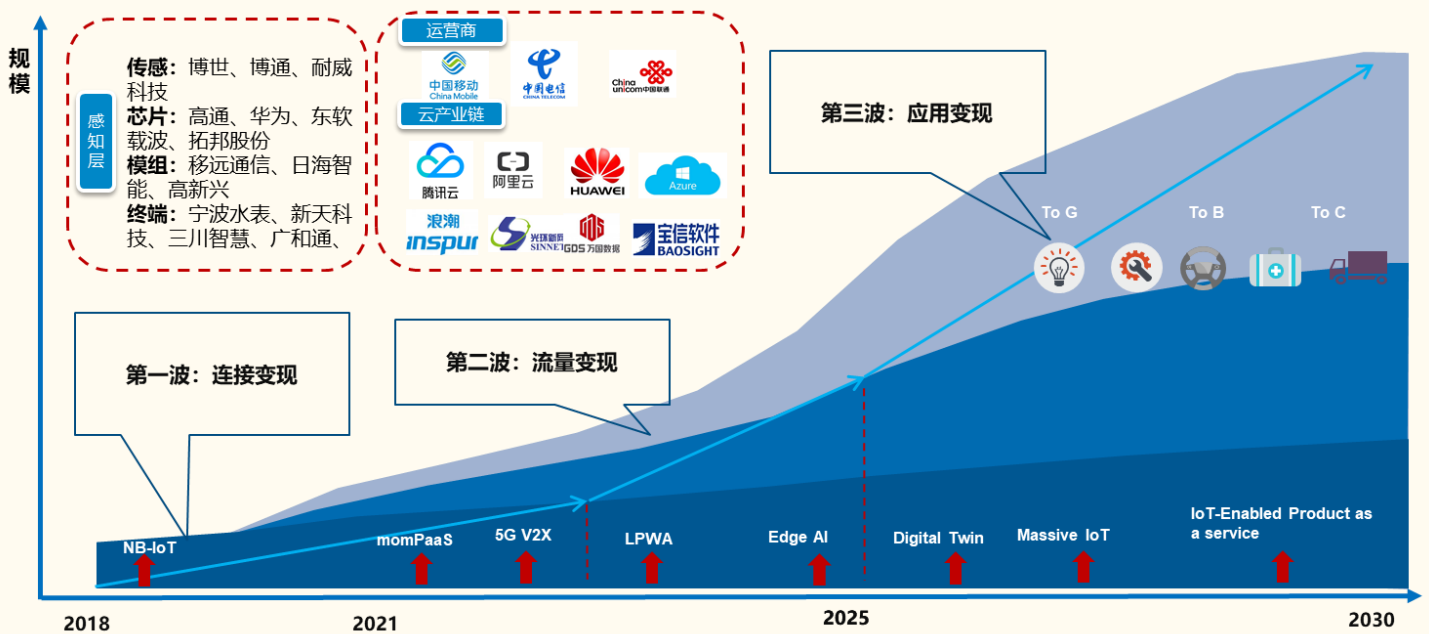 规
模
感
知
层
传感：博世、博通、耐威
科技
芯片：高通、华为、东软
载波、拓邦股份
模组：移远通信、日海智
能、高新兴
终端：宁波水表、新天科
技、三川智慧、广和通、
运营商
中国移动
China Mobile
中国电信
CHINA TELECOM
China
unicom中国联通
云产业链
腾讯云
阿里云
HUAWEI
Azure
浪潮
inspur
光环新网
SINNET
GDS 万国数据
宝信软件
BAOSIGHT
第三波：应用变现
To G
To B
To C
第二波：流量变现
第一波：连接变现
NB-IoT
momPaaS
5G V2X
LPWA
Edge AI
Digital Twin
Massive IoT
IoT-Enabled Product as
a service
2018
2021
2025
2030